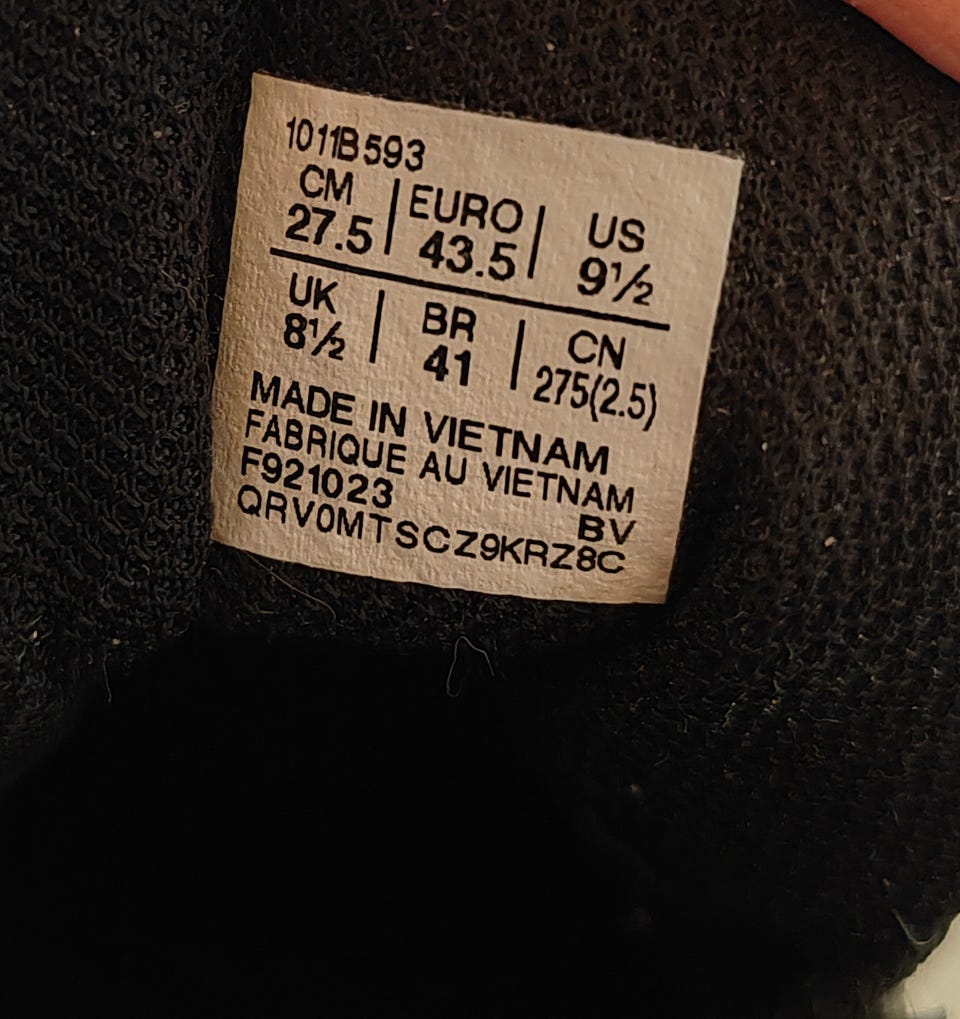 1011B593
CM | EURO | US
27.5 | 43.5 | 9½
UK | BR | CN
8½ | 41 | 275(2.5)
MADE IN VIETNAM
FABRIQUE AU VIETNAM
F921023 BV
QRV0MTSCZ9KRZ8C